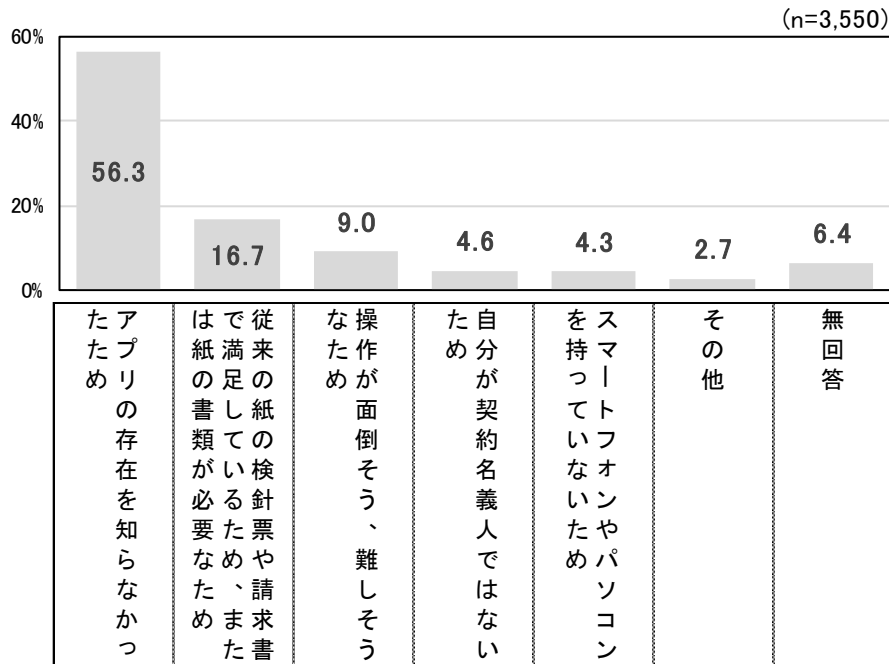 (n=3,550)
60%
40%
20%
0%
56.3
16.7
9.0
4.6
4.3
2.7
6.4
アプリの存在を知らなかっ
たため
従来の紙の検針票や請求書
で満足しているため、また
は紙の書類が必要なため
操作が面倒そう、難しそう
なため
自分が契約名義人ではない
ため
スマートフォンやパソコン
を持っていないため
その他
無回答